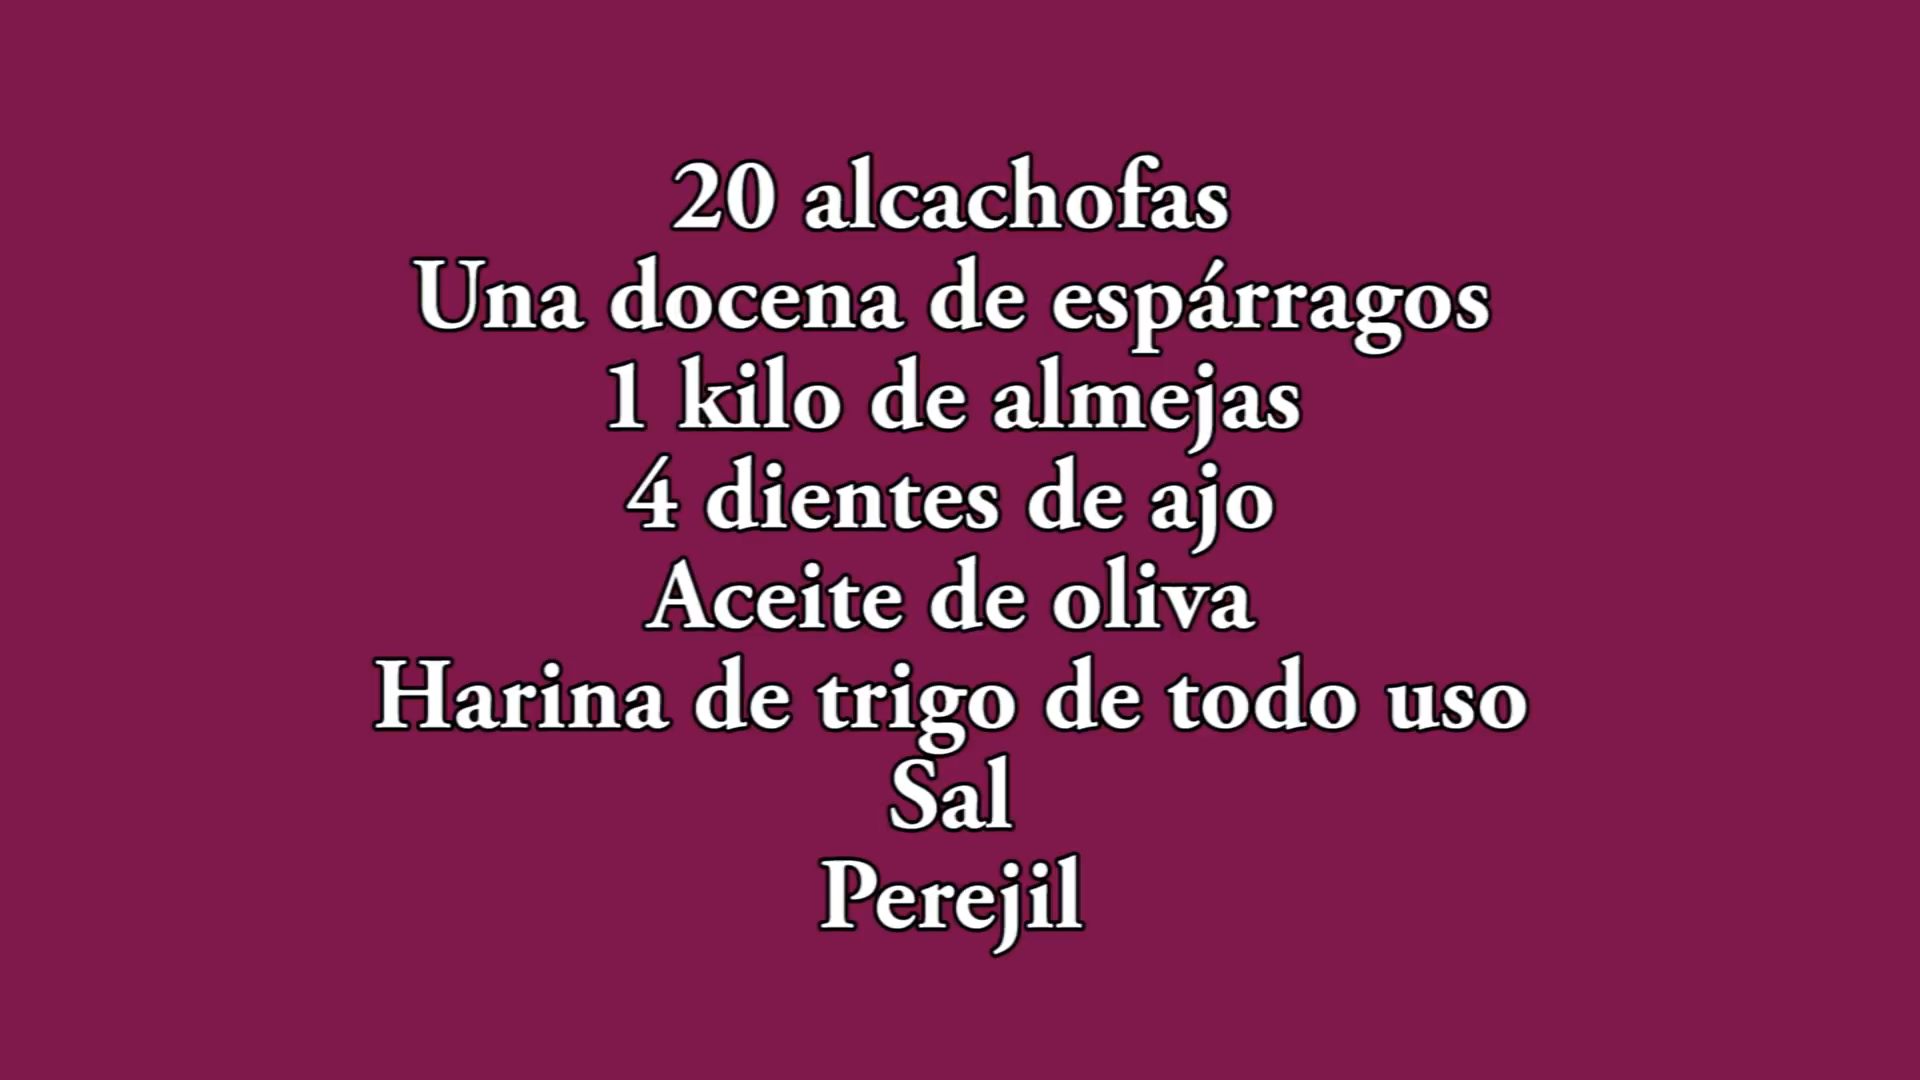 20 alcachofas
Una docena de espárragos
1 kilo de almejas
4 dientes de ajo
Aceite de oliva
Harina de trigo de todo uso
Sal
Perejil